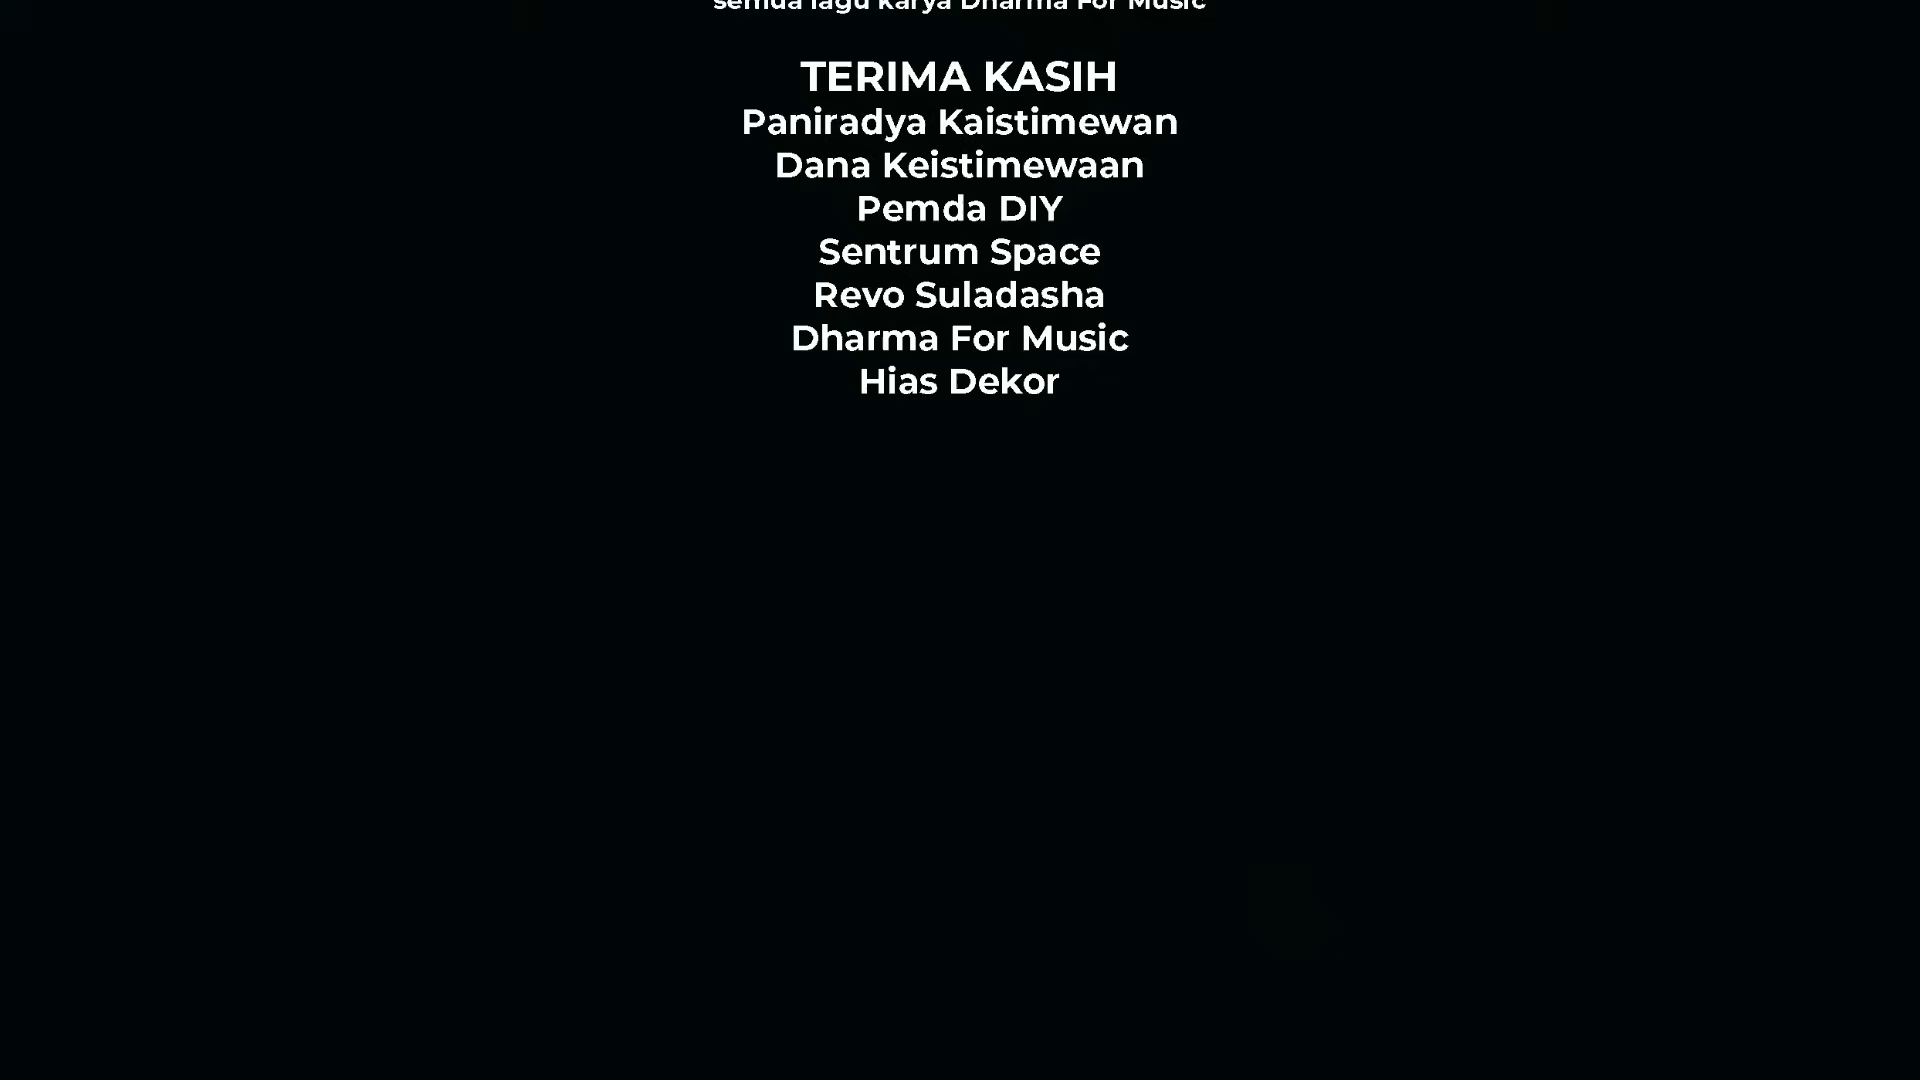 semua lagu karya Dharma For Music
TERIMA KASIH
Paniradya Kaistimewan
Dana Keistimewaan
Pemda DIY
Sentrum Space
Revo Suladasha
Dharma For Music
Hias Dekor